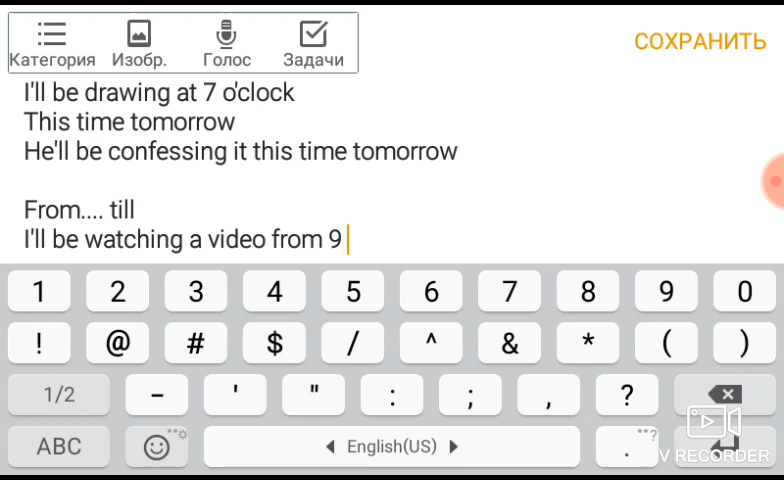 Категория Изобр. Голос Задачи СОХРАНИТЬ
I'll be drawing at 7 o'clock
This time tomorrow
He'll be confessing it this time tomorrow
From.... till
I'll be watching a video from 9
1 2 3 4 5 6 7 8 9 0
! @ # $ / ^ & * ( )
1/2 - ' " : ; , ?
ABC English(US) .
V RECORDER